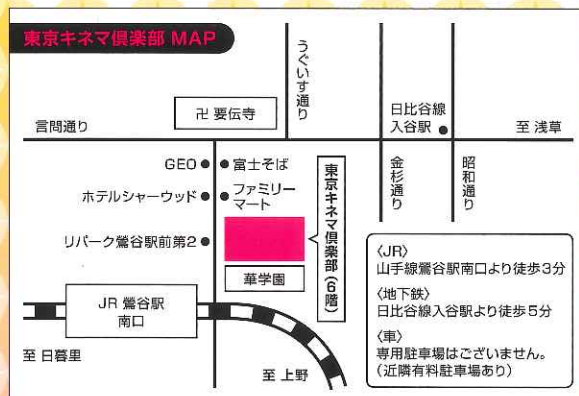 東京キネマ倶楽部 MAP
うぐいす通り
卍 要伝寺
日比谷線
入谷駅
言問通り
至 浅草
GEO
富士そば
金杉通り
昭和通り
ホテルシャーウッド
ファミリー
マート
東京キネマ倶楽部(6階)
リパーク鶯谷駅前第2
華学園
JR 鶯谷駅
南口
至 日暮里
至 上野
〈JR〉
山手線鶯谷駅南口より徒歩3分
〈地下鉄〉
日比谷線入谷駅より徒歩5分
〈車〉
専用駐車場はございません。
(近隣有料駐車場あり)